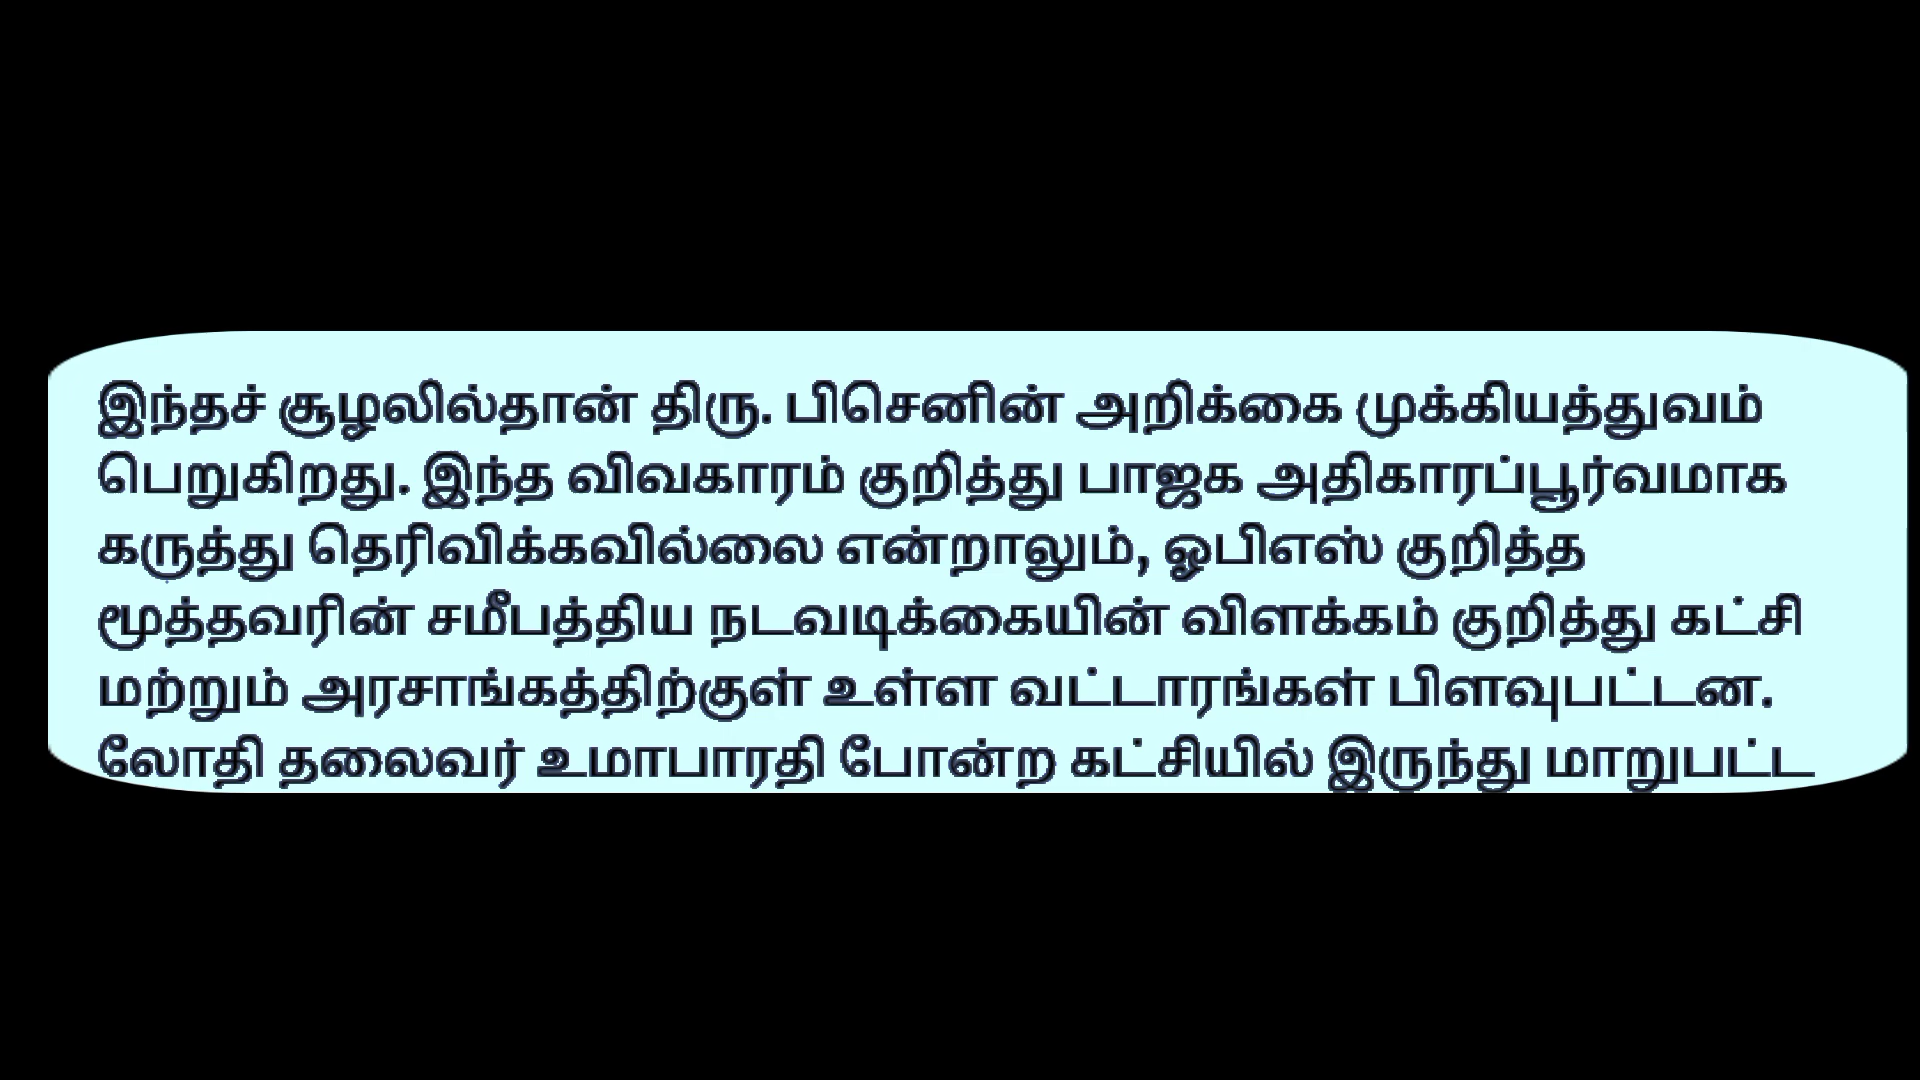 இந்தச் சூழலில்தான் திரு. பிசெனின் அறிக்கை முக்கியத்துவம்
பெறுகிறது. இந்த விவகாரம் குறித்து பாஜக அதிகாரப்பூர்வமாக
கருத்து தெரிவிக்கவில்லை என்றாலும், ஓபிஎஸ் குறித்த
மூத்தவரின் சமீபத்திய நடவடிக்கையின் விளக்கம் குறித்து கட்சி
மற்றும் அரசாங்கத்திற்குள் உள்ள வட்டாரங்கள் பிளவுபட்டன.
லோதி தலைவர் உமாபாரதி போன்ற கட்சியில் இருந்து மாறுபட்ட